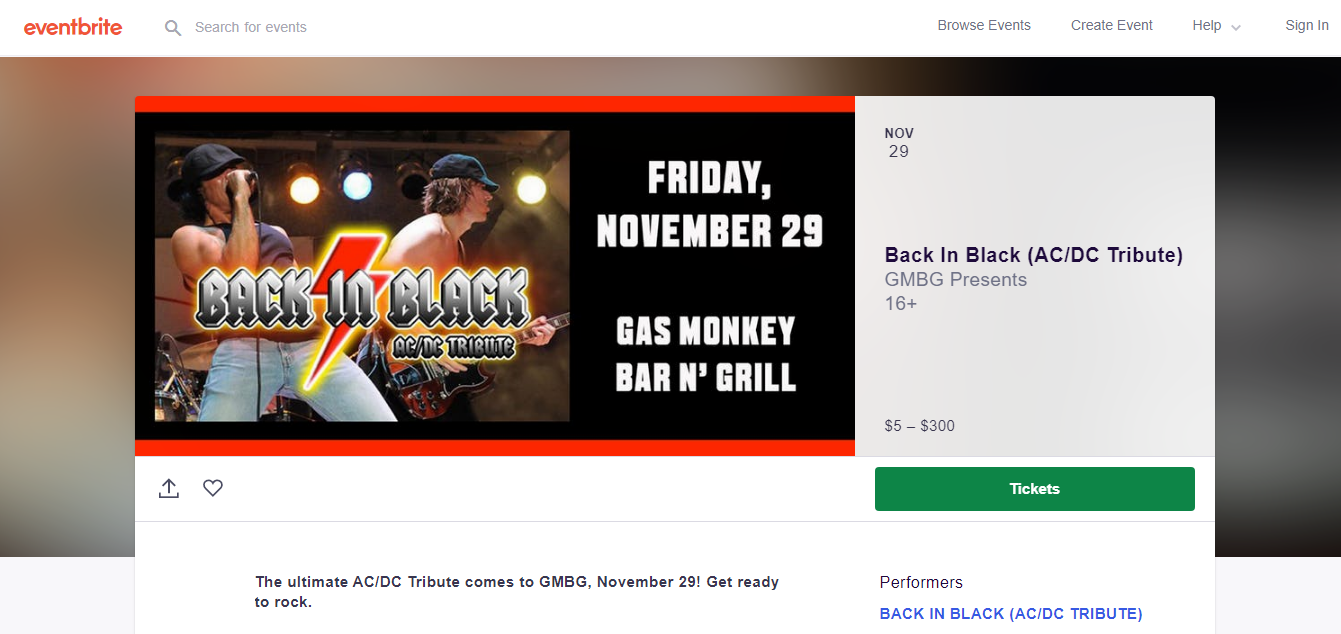 eventbrite
Search for events
Browse Events
Create Event
Help
Sign In
BACK IN BLACK
AC/DC TRIBUTE
FRIDAY,
NOVEMBER 29
GAS MONKEY
BAR N' GRILL
NOV
29
Back In Black (AC/DC Tribute)
GMBG Presents
16+
$5 – $300
Tickets
The ultimate AC/DC Tribute comes to GMBG, November 29! Get ready
to rock.
Performers
BACK IN BLACK (AC/DC TRIBUTE)